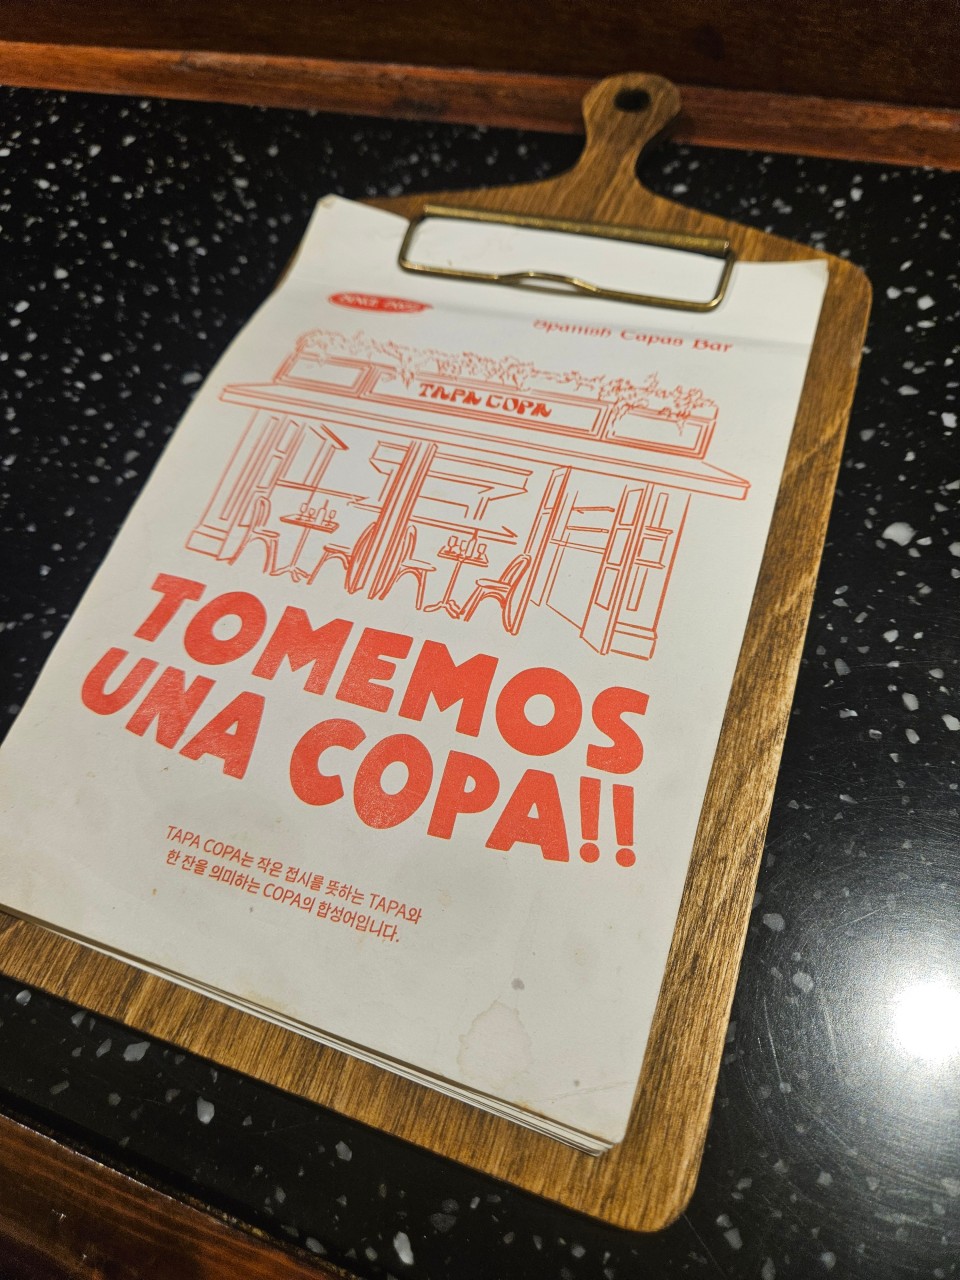 SINCE 2022
Spanish Tapas Bar
TAPA COPA
TOMEMOS
UNA COPA!!
TAPA COPA는 작은 접시를 뜻하는 TAPA와
한 잔을 의미하는 COPA의 합성어입니다.